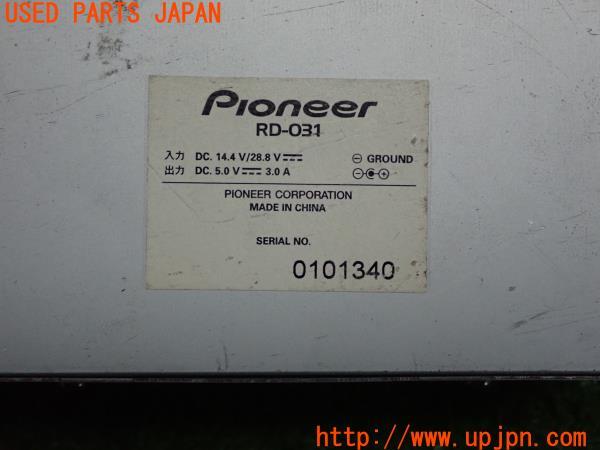 USED PARTS JAPAN
Pioneer
RD-031
入力 DC. 14.4 V/28.8 V ⎓ ⊖ GROUND
出力 DC. 5.0 V ⎓ 3.0 A
PIONEER CORPORATION
MADE IN CHINA
SERIAL NO.
0101340
http://www.upjpn.com/